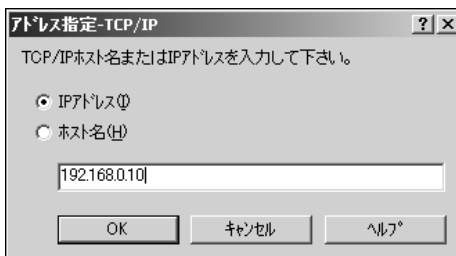 ｱﾄﾞﾚｽ指定-TCP/IP
TCP/IPホスト名またはIPｱﾄﾞﾚｽを入力して下さい。
IPｱﾄﾞﾚｽ(I)
ﾎｽﾄ名(H)
192.168.0.10
OK
ｷｬﾝｾﾙ
ﾍﾙﾌﾟ